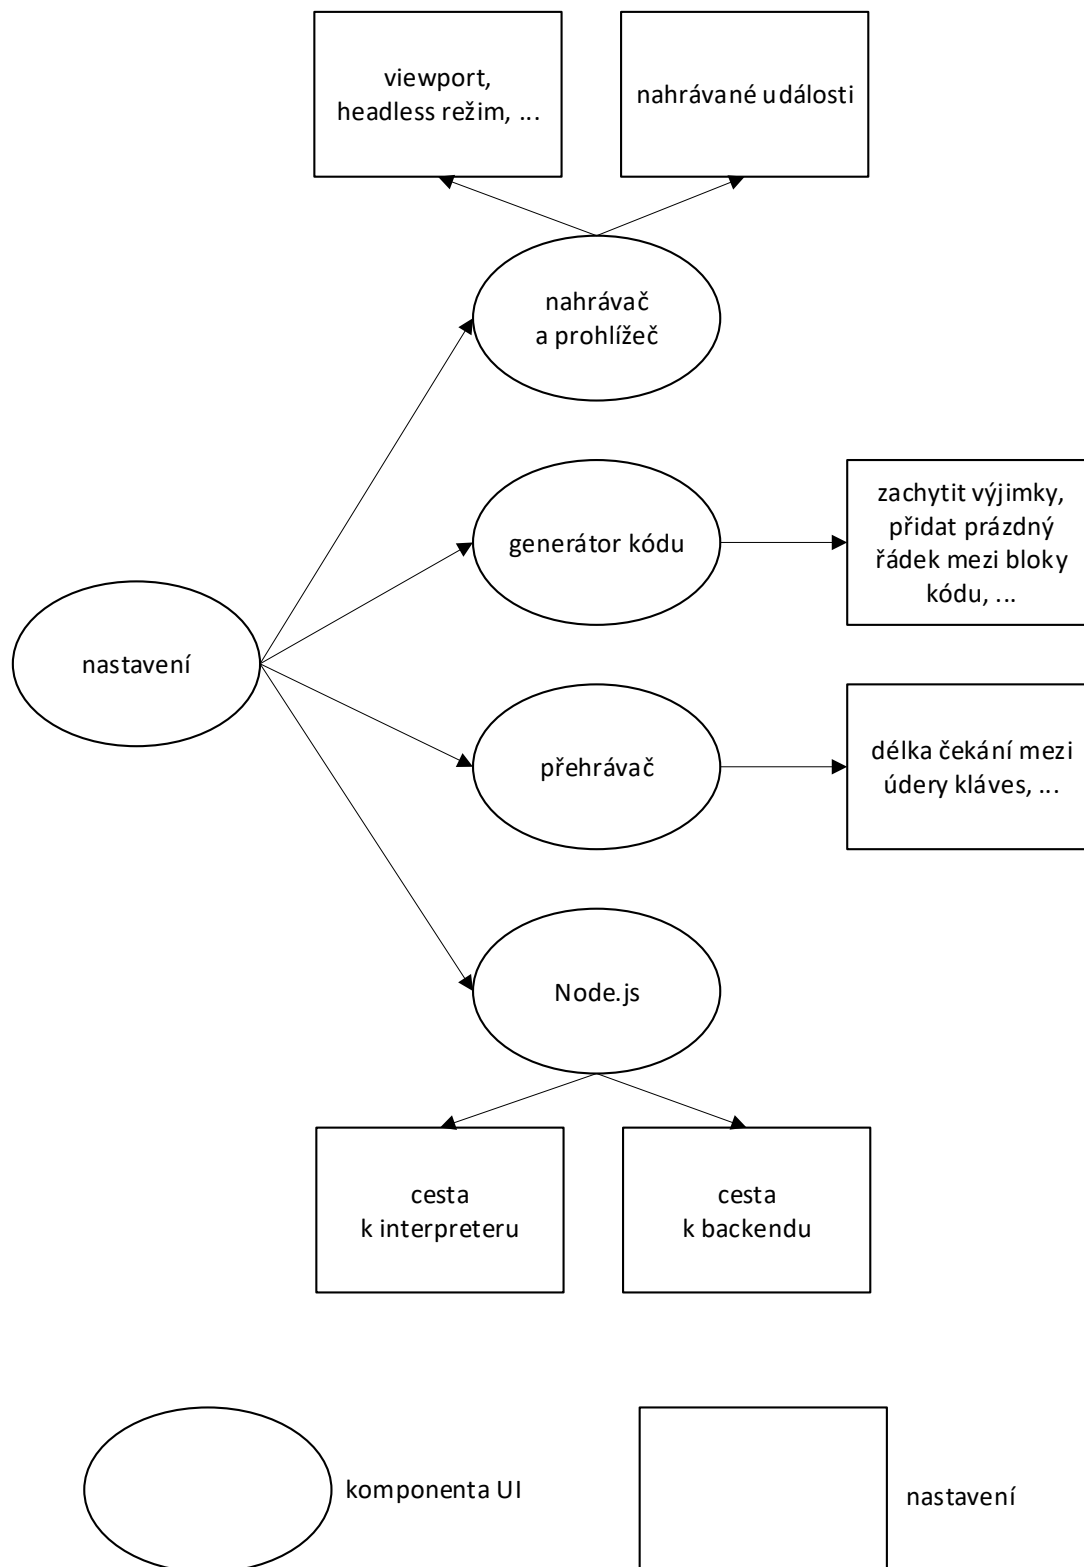 viewport,
headless režim, ...
nahrávané události
nahrávač
a prohlížeč
generátor kódu
zachytit výjimky,
přidat prázdný
řádek mezi bloky
kódu, ...
nastavení
přehrávač
délka čekání mezi
údery kláves, ...
Node.js
cesta
k interpreteru
cesta
k backendu
komponenta UI
nastavení